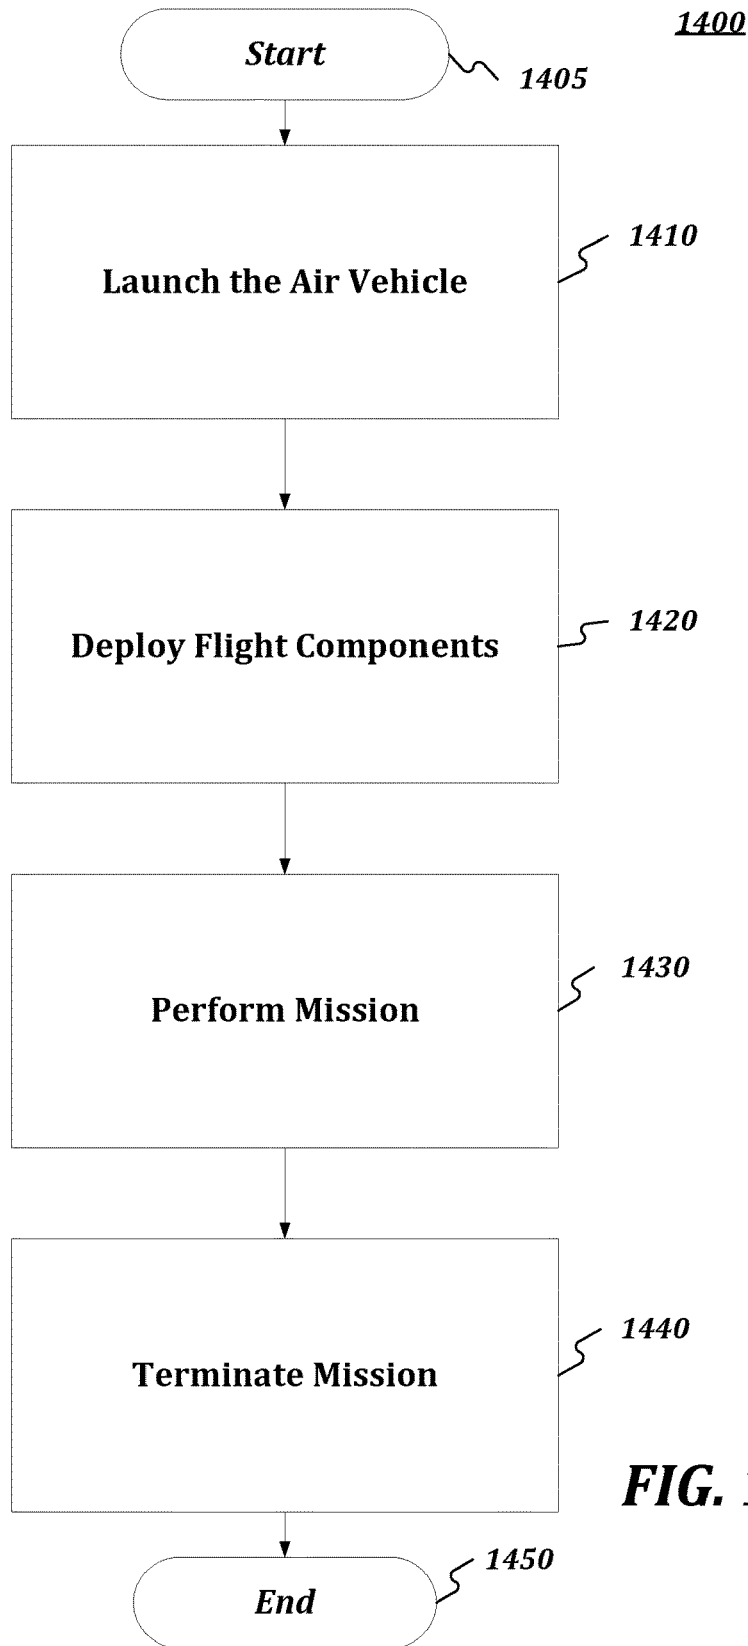 1400
Start
1405
1410
Launch the Air Vehicle
1420
Deploy Flight Components
1430
Perform Mission
1440
Terminate Mission
FIG.
1450
End